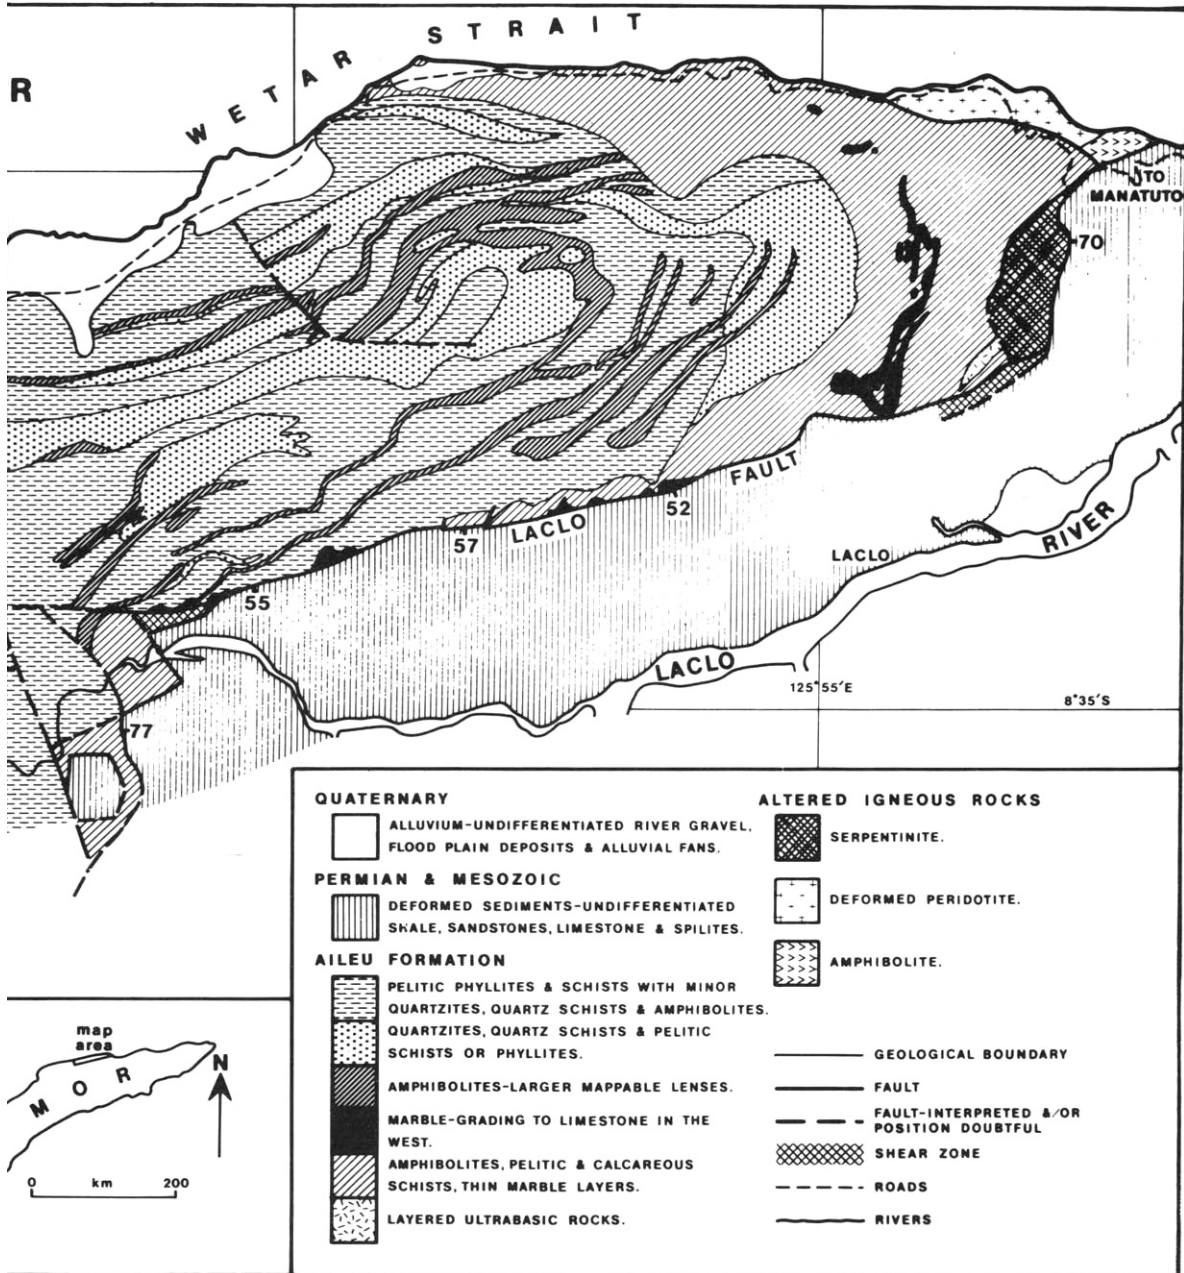 WETAR STRAIT
R
TO
MANATUTO
70
FAULT
52
LACLO
57
RIVER
LACLO
55
LACLO
125°55'E
8°35'S
77
QUATERNARY
ALLUVIUM-UNDIFFERENTIATED RIVER GRAVEL,
FLOOD PLAIN DEPOSITS & ALLUVIAL FANS.
PERMIAN & MESOZOIC
DEFORMED SEDIMENTS-UNDIFFERENTIATED
SHALE, SANDSTONES, LIMESTONE & SPILITES.
AILEU FORMATION
PELITIC PHYLLITES & SCHISTS WITH MINOR
QUARTZITES, QUARTZ SCHISTS & AMPHIBOLITES.
QUARTZITES, QUARTZ SCHISTS & PELITIC
SCHISTS OR PHYLLITES.
AMPHIBOLITES-LARGER MAPPABLE LENSES.
MARBLE-GRADING TO LIMESTONE IN THE
WEST.
AMPHIBOLITES, PELITIC & CALCAREOUS
SCHISTS, THIN MARBLE LAYERS.
LAYERED ULTRABASIC ROCKS.
ALTERED IGNEOUS ROCKS
SERPENTINITE.
DEFORMED PERIDOTITE.
AMPHIBOLITE.
GEOLOGICAL BOUNDARY
FAULT
FAULT-INTERPRETED &/OR
POSITION DOUBTFUL
SHEAR ZONE
ROADS
RIVERS
map
area
MOR
N
0 km 200